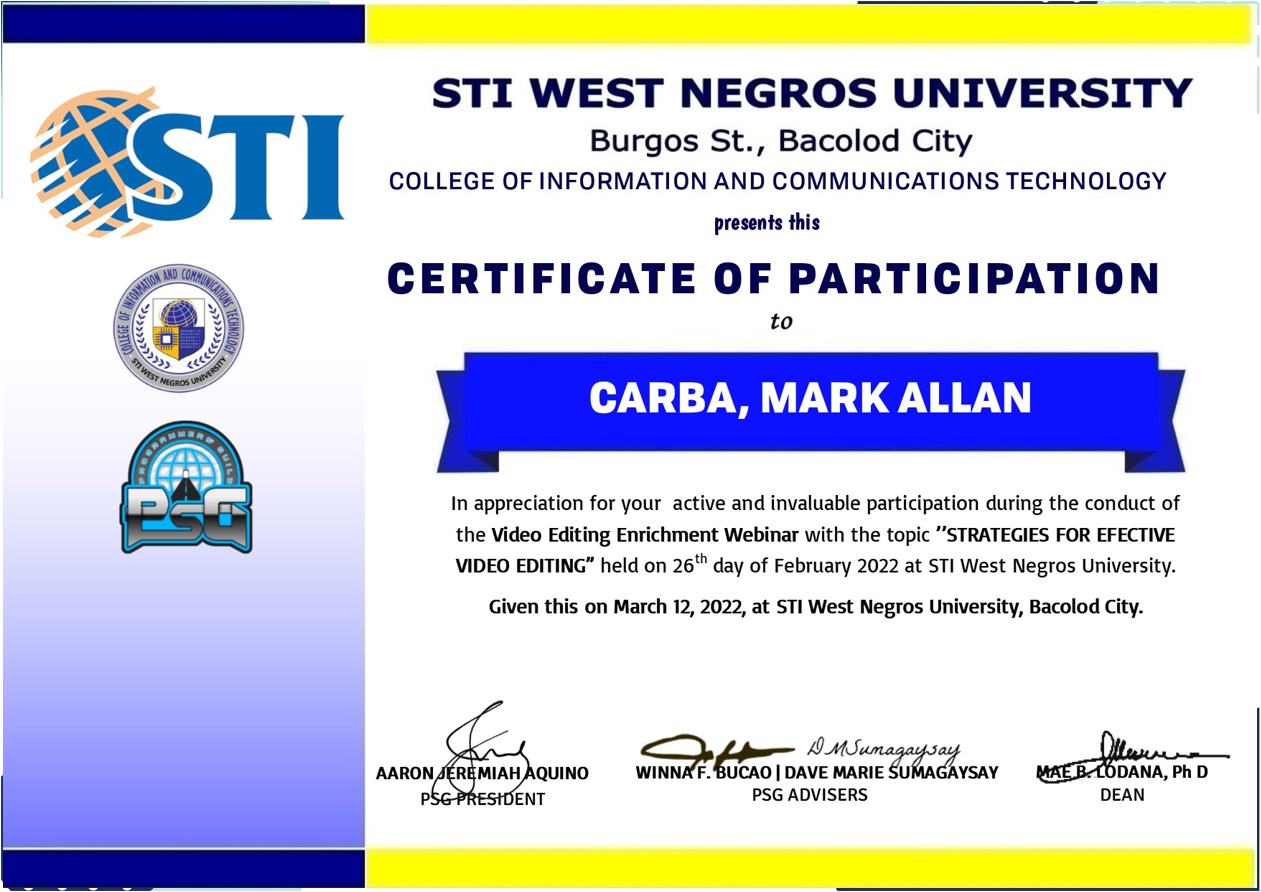 STI WEST NEGROS UNIVERSITY
Burgos St., Bacolod City
COLLEGE OF INFORMATION AND COMMUNICATIONS TECHNOLOGY
presents this
CERTIFICATE OF PARTICIPATION
to
CARBA, MARK ALLAN
In appreciation for your active and invaluable participation during the conduct of
the Video Editing Enrichment Webinar with the topic ’’STRATEGIES FOR EFECTIVE
VIDEO EDITING” held on 26th day of February 2022 at STI West Negros University.
Given this on March 12, 2022, at STI West Negros University, Bacolod City.
STI
COLLEGE OF INFORMATION AND COMMUNICATIONS TECHNOLOGY
STI WEST NEGROS UNIVERSITY
PROGRAMMERS GUILD
PSG
D M Sumagaysay
AARON JEREMIAH AQUINO
PSG PRESIDENT
WINNA F. BUCAO | DAVE MARIE SUMAGAYSAY
PSG ADVISERS
MAE B. LODANA, Ph D
DEAN